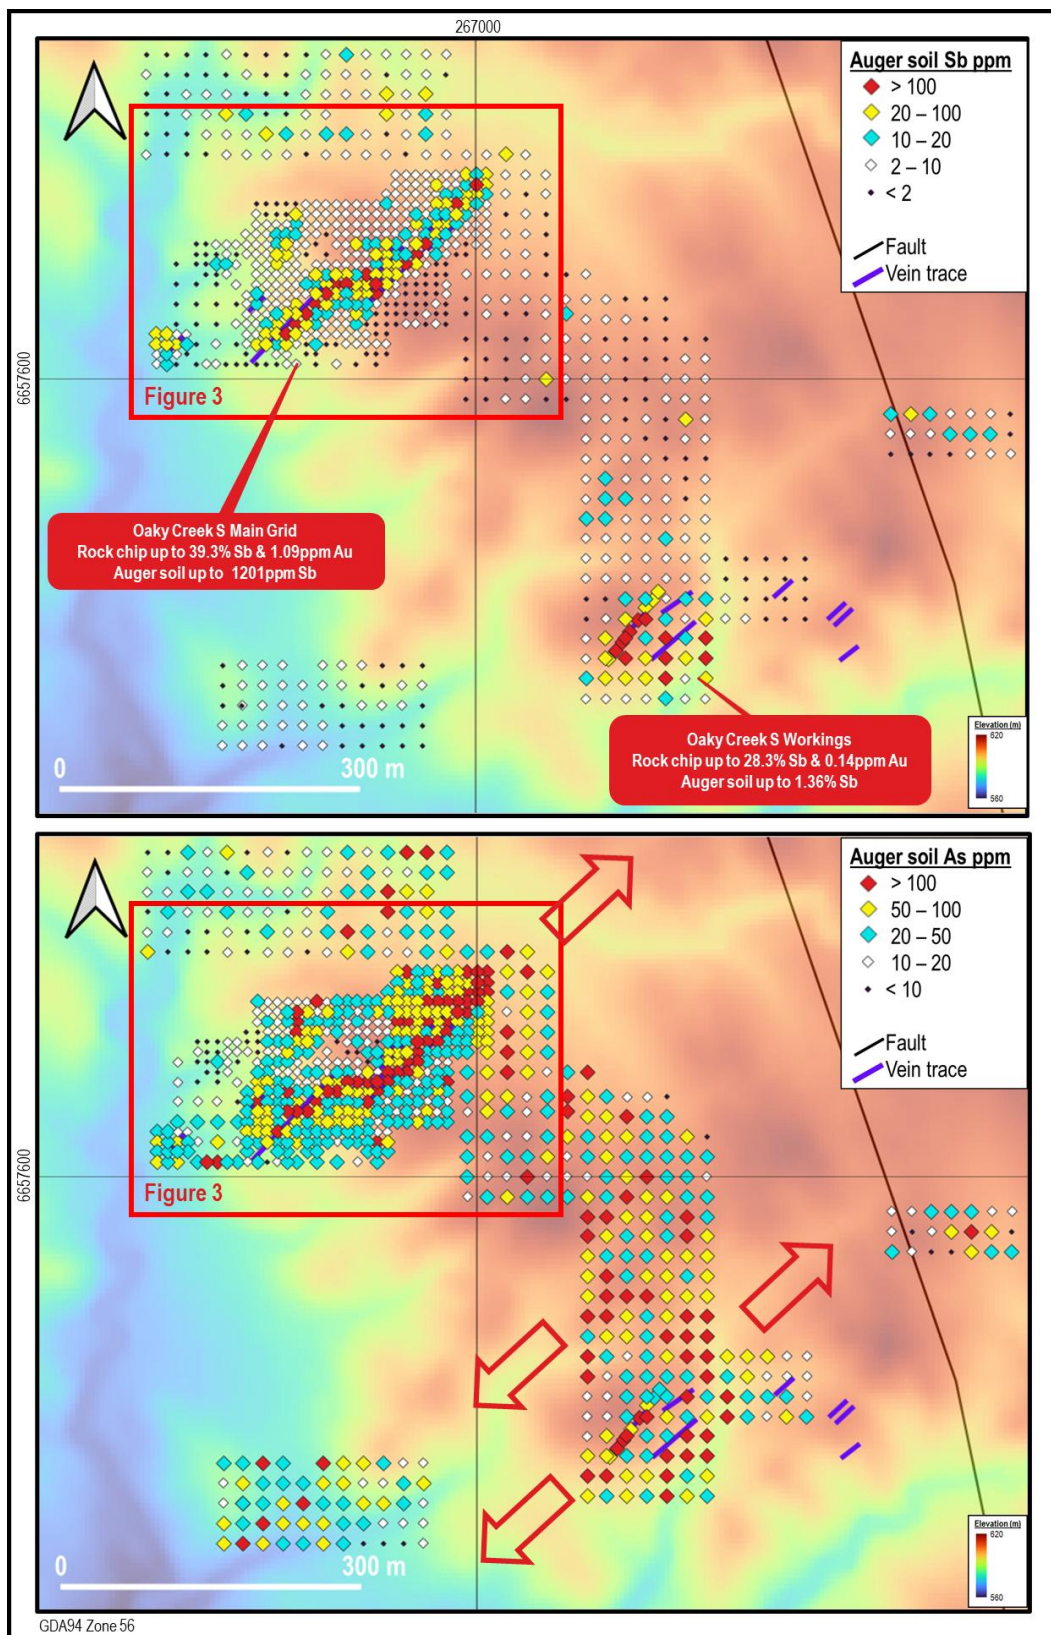 267000
Auger soil Sb ppm
> 100
20 – 100
10 – 20
2 – 10
< 2
Fault
Vein trace
6657600
Figure 3
Oaky Creek S Main Grid
Rock chip up to 39.3% Sb & 1.09ppm Au
Auger soil up to 1201ppm Sb
Oaky Creek S Workings
Rock chip up to 28.3% Sb & 0.14ppm Au
Auger soil up to 1.36% Sb
0 300 m
Elevation (m)
620
560
Auger soil As ppm
> 100
50 – 100
20 – 50
10 – 20
< 10
Fault
Vein trace
6657600
Figure 3
0 300 m
Elevation (m)
620
560
GDA94 Zone 56